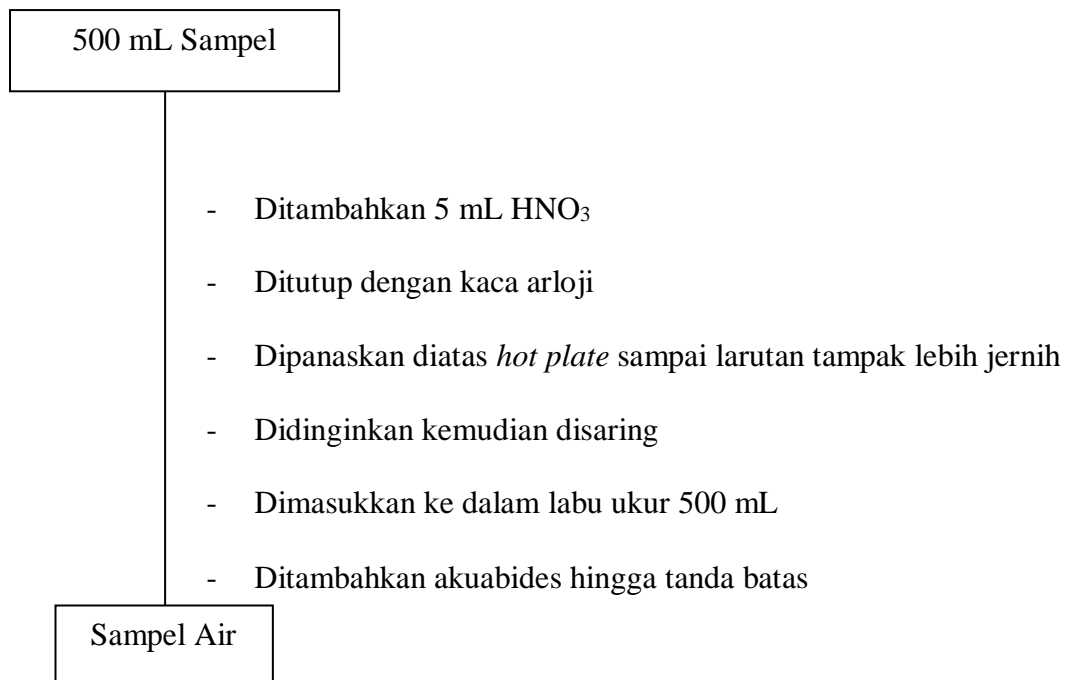 500 mL Sampel
- Ditambahkan 5 mL HNO₃
- Ditutup dengan kaca arloji
- Dipanaskan diatas hot plate sampai larutan tampak lebih jernih
- Didinginkan kemudian disaring
- Dimasukkan ke dalam labu ukur 500 mL
- Ditambahkan akuabides hingga tanda batas
Sampel Air